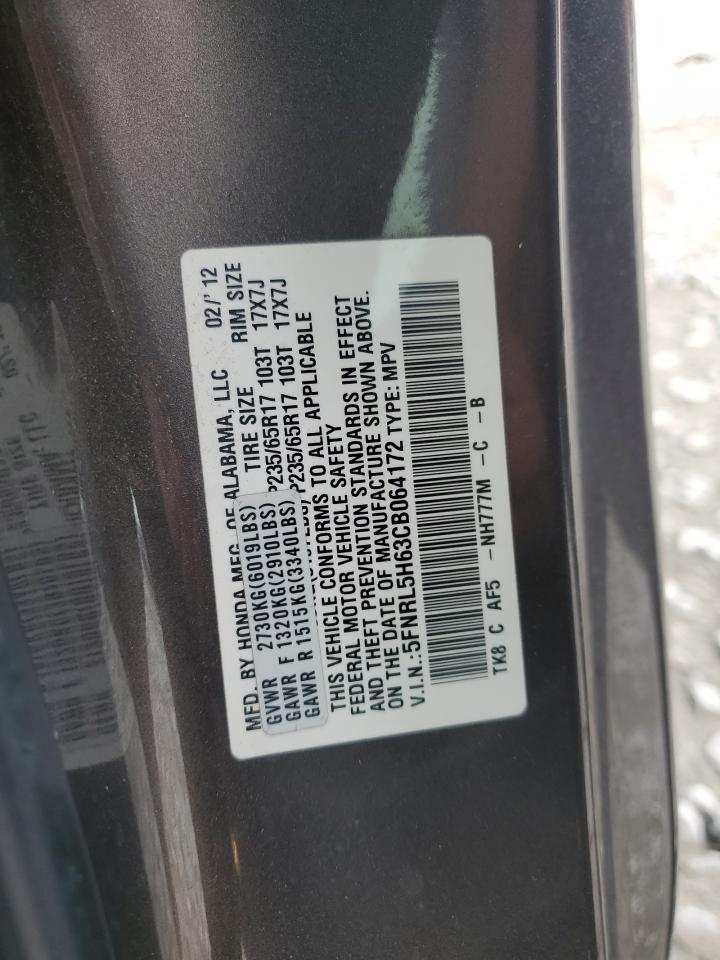 MFD. BY HONDA MFG. OF ALABAMA, LLC 02/' 12
TIRE SIZE RIM SIZE
GVWR 2730KG(6019LBS)
GAWR F 1320KG(2910LBS) P235/65R17 103T 17X7J
GAWR R 1515KG(3340LBS) P235/65R17 103T 17X7J
THIS VEHICLE CONFORMS TO ALL APPLICABLE
FEDERAL MOTOR VEHICLE SAFETY
AND THEFT PREVENTION STANDARDS IN EFFECT
ON THE DATE OF MANUFACTURE SHOWN ABOVE.
V.I.N.:5FNRL5H63CB064172 TYPE: MPV
TK8 C AF5 -NH777M -C -B